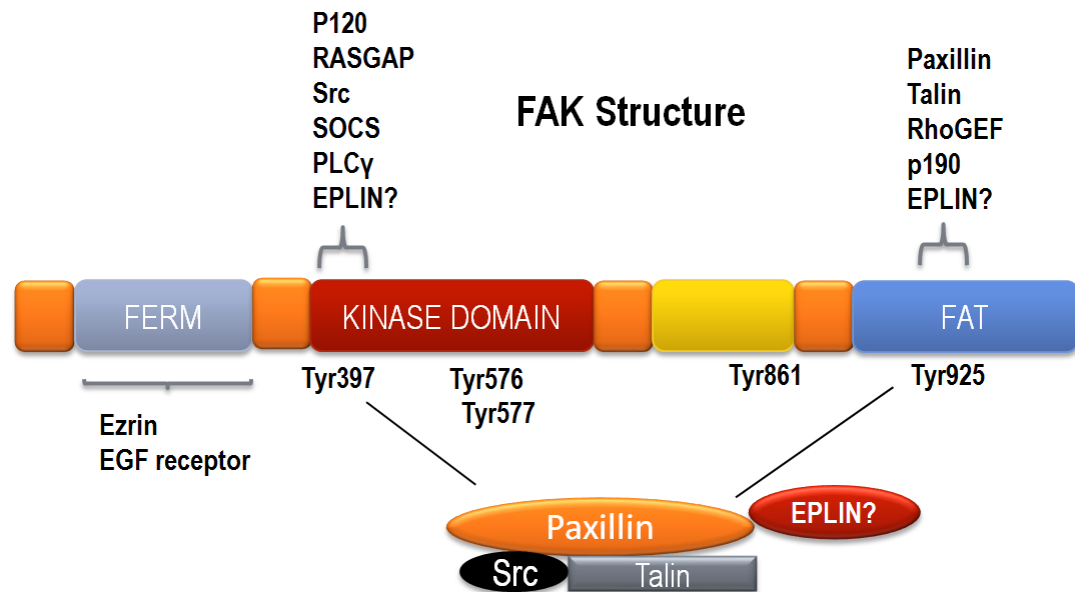 P120
RASGAP
Src
SOCS
PLCγ
EPLIN?
FAK Structure
Paxillin
Talin
RhoGEF
p190
EPLIN?
FERM
KINASE DOMAIN
FAT
Tyr397
Tyr576
Tyr577
Tyr861
Tyr925
Ezrin
EGF receptor
Paxillin
EPLIN?
Src
Talin